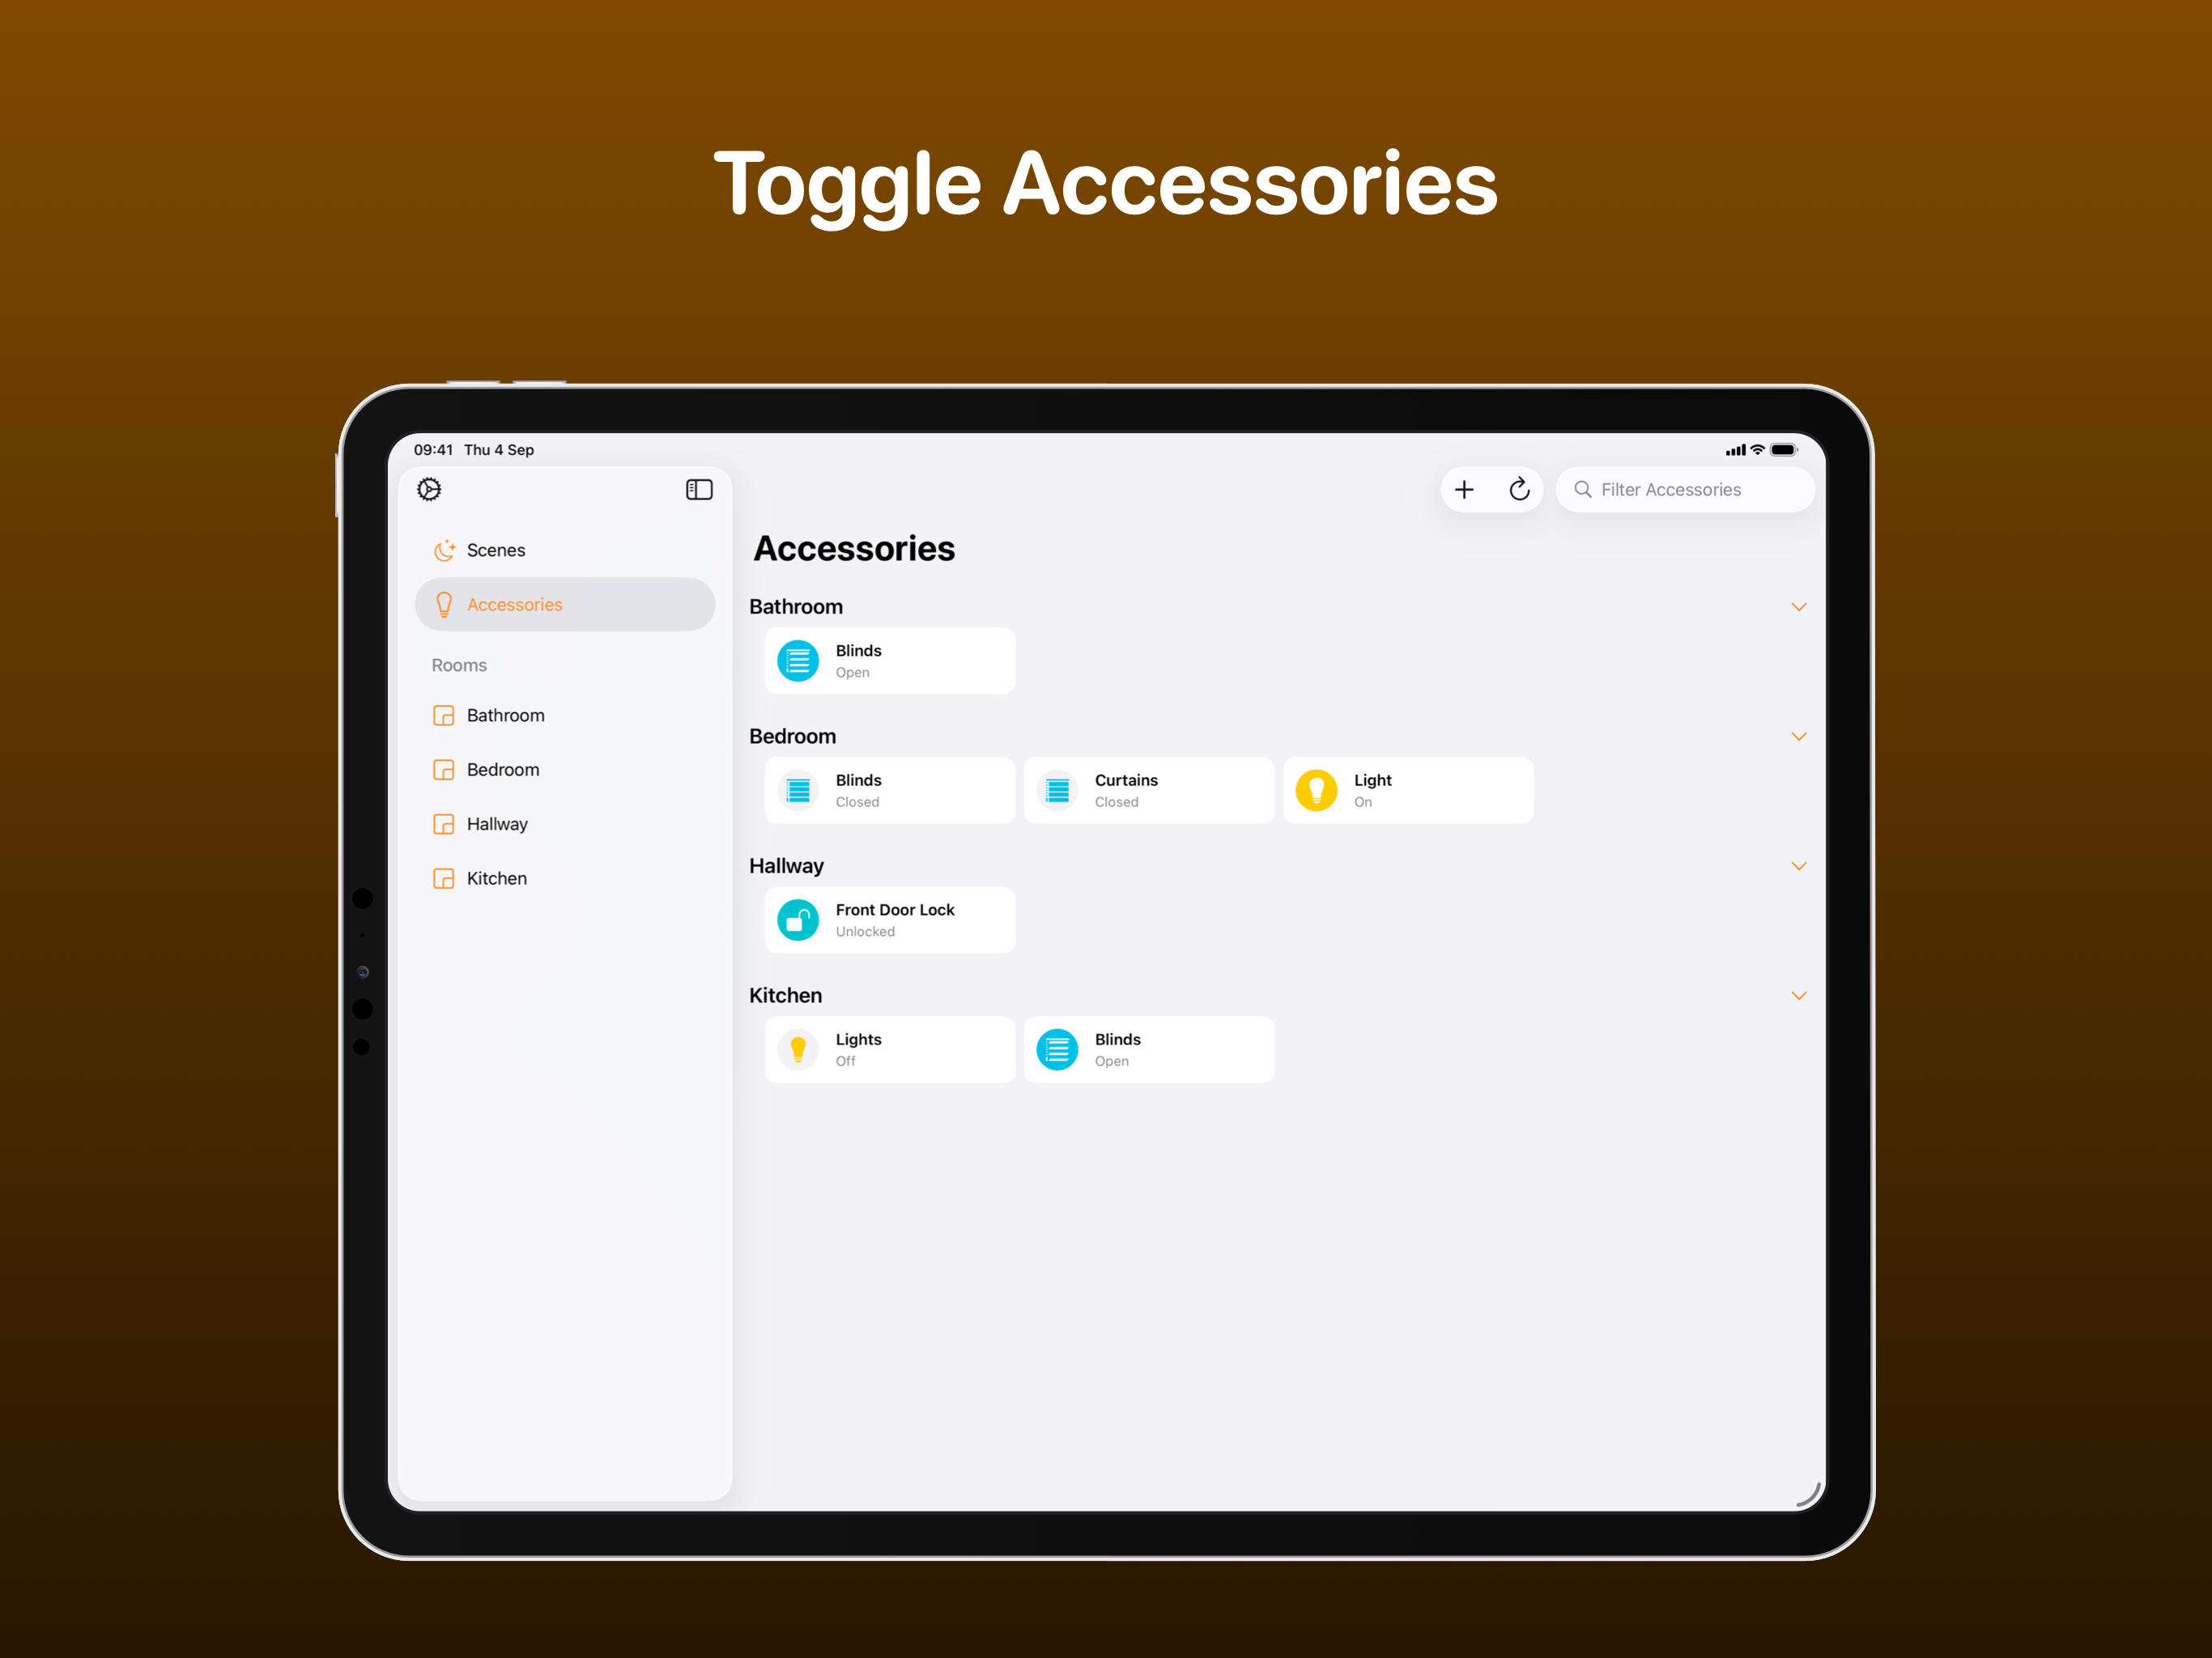 Toggle Accessories
09:41 Thu 4 Sep
Filter Accessories
Scenes
Accessories
Rooms
Bathroom
Bedroom
Hallway
Kitchen
Accessories
Bathroom
Blinds
Open
Bedroom
Blinds
Closed
Curtains
Closed
Light
On
Hallway
Front Door Lock
Unlocked
Kitchen
Lights
Off
Blinds
Open